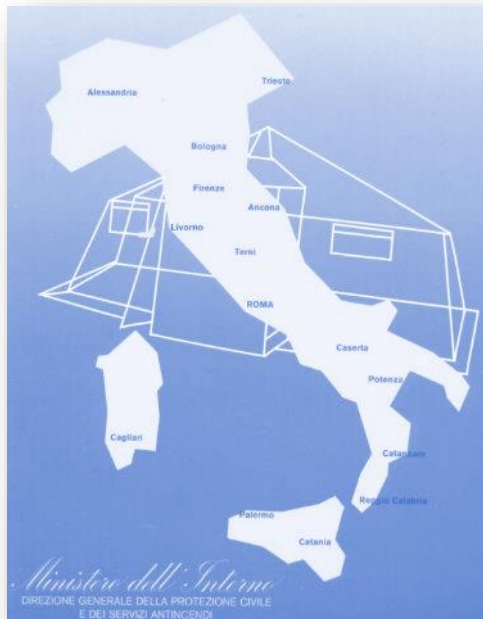 Alessandria
Triesto
Bologna
Firenze
Ancona
Livorno
Terni
ROMA
Caserta
Potenza
Cagliari
Catanzaro
Reggio Calabria
Palermo
Catania
Ministero dell'Interno
DIREZIONE GENERALE DELLA PROTEZIONE CIVILE
E DEI SERVIZI ANTINCENDI